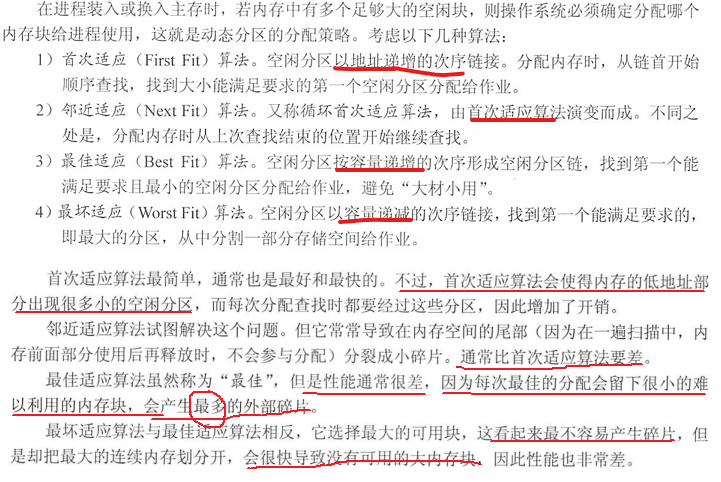 在进程装入或换入主存时，若内存中有多个足够大的空闲块，则操作系统必须确定分配哪个
内存块给进程使用，这就是动态分区的分配策略。考虑以下几种算法：
1）首次适应（First Fit）算法。空闲分区以地址递增的次序链接。分配内存时，从链首开始
顺序查找，找到大小能满足要求的第一个空闲分区分配给作业。
2）邻近适应（Next Fit）算法。又称循环首次适应算法，由首次适应算法演变而成。不同之
处是，分配内存时从上次查找结束的位置开始继续查找。
3）最佳适应（Best Fit）算法。空闲分区按容量递增的次序形成空闲分区链，找到第一个能
满足要求且最小的空闲分区分配给作业，避免“大材小用”。
4）最坏适应（Worst Fit）算法。空闲分区以容量递减的次序链接，找到第一个能满足要求的，
即最大的分区，从中分割一部分存储空间给作业。
首次适应算法最简单，通常也是最好和最快的。不过，首次适应算法会使得内存的低地址部
分出现很多小的空闲分区，而每次分配查找时都要经过这些分区，因此增加了开销。
邻近适应算法试图解决这个问题。但它常常导致在内存空间的尾部（因为在一遍扫描中，内
存前面部分使用后再释放时，不会参与分配）分裂成小碎片。通常比首次适应算法要差。
最佳适应算法虽然称为“最佳”，但是性能通常很差，因为每次最佳的分配会留下很小的难
以利用的内存块，会产生最多的外部碎片。
最坏适应算法与最佳适应算法相反，它选择最大的可用块，这看起来最不容易产生碎片，但
是却把最大的连续内存划分开，会很快导致没有可用的大内存块，因此性能也非常差。